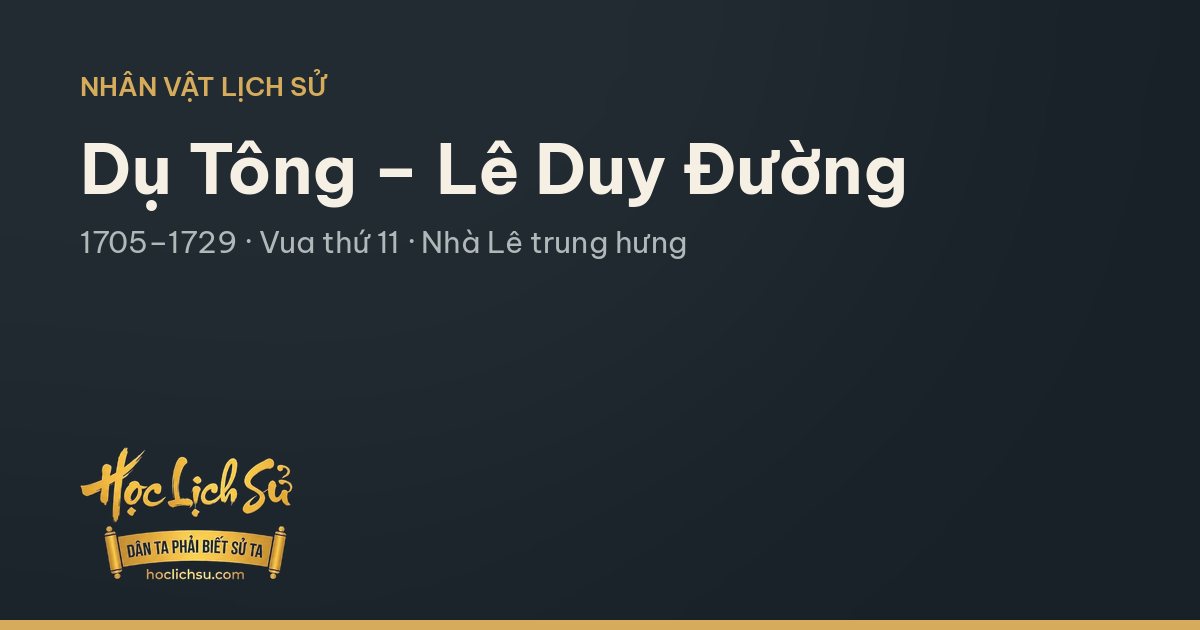 NHÂN VẬT LỊCH SỬ
Dụ Tông – Lê Duy Đường
1705–1729 · Vua thứ 11 · Nhà Lê trung hưng
Học Lịch Sử
DÂN TA PHẢI BIẾT SỬ TA
hoclichsu.com